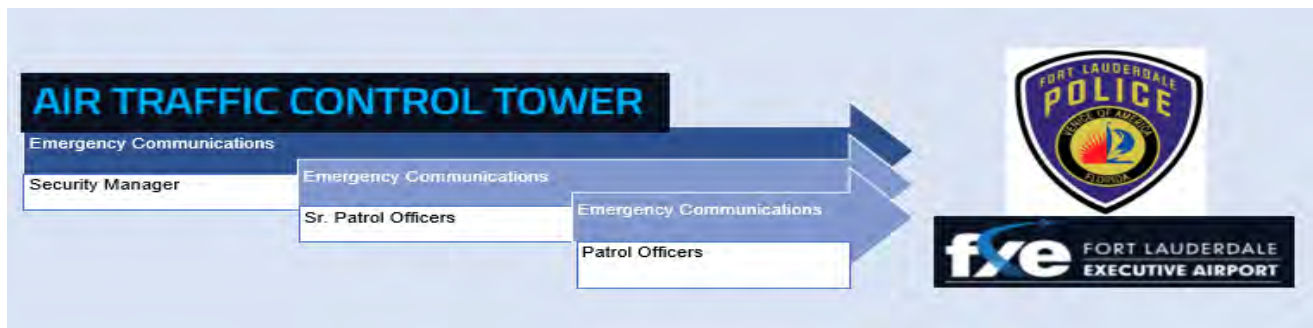 AIR TRAFFIC CONTROL TOWER
Emergency Communications
Security Manager
Emergency Communications
Sr. Patrol Officers
Emergency Communications
Patrol Officers
FORT LAUDERDALE
POLICE
VENICE OF AMERICA
FLORIDA
fxe FORT LAUDERDALE
EXECUTIVE AIRPORT